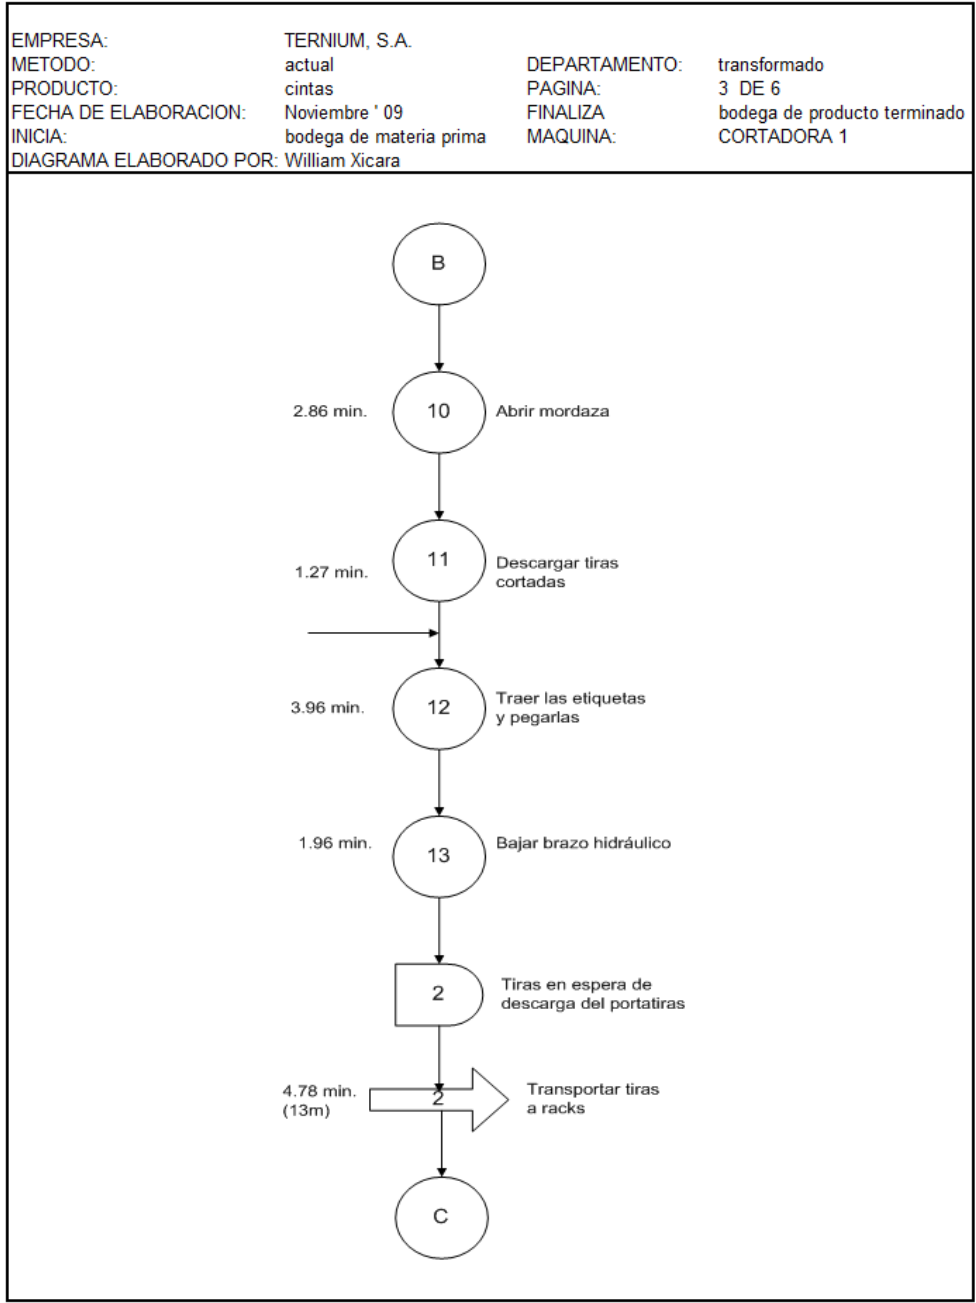 EMPRESA: TERNIUM, S.A.
METODO: actual DEPARTAMENTO: transformado
PRODUCTO: cintas PAGINA: 3 DE 6
FECHA DE ELABORACION: Noviembre ' 09 FINALIZA bodega de producto terminado
INICIA: bodega de materia prima MAQUINA: CORTADORA 1
DIAGRAMA ELABORADO POR: William Xicara
B
2.86 min. 10 Abrir mordaza
1.27 min. 11 Descargar tiras
cortadas
3.96 min. 12 Traer las etiquetas
y pegarlas
1.96 min. 13 Bajar brazo hidráulico
2 Tiras en espera de
descarga del portatiras
4.78 min. 2 Transportar tiras
(13m) a racks
C